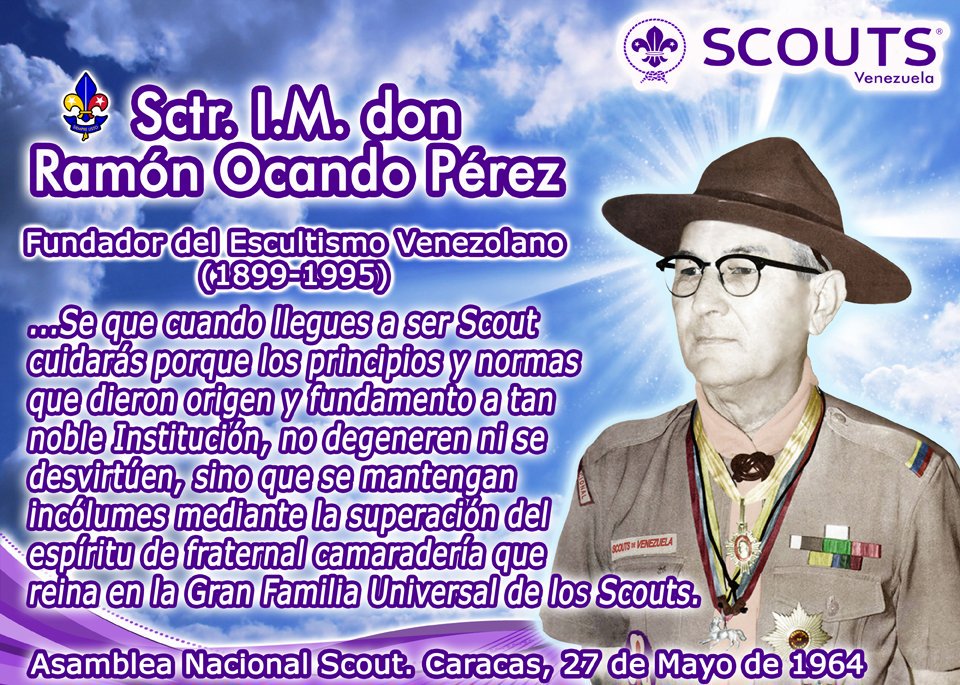 SCOUTS®
Venezuela
SIEMPRE LISTO
Sctr. I.M. don
Ramón Ocando Pérez
Fundador del Escultismo Venezolano
(1899-1995)
...Se que cuando llegues a ser Scout
cuidarás porque los principios y normas
que dieron origen y fundamento a tan
noble Institución, no degeneren ni se
desvirtúen, sino que se mantengan
incólumes mediante la superación del
espíritu de fraternal camaradería que
reina en la Gran Familia Universal de los Scouts.
SCOUTS DE VENEZUELA
Asamblea Nacional Scout. Caracas, 27 de Mayo de 1964